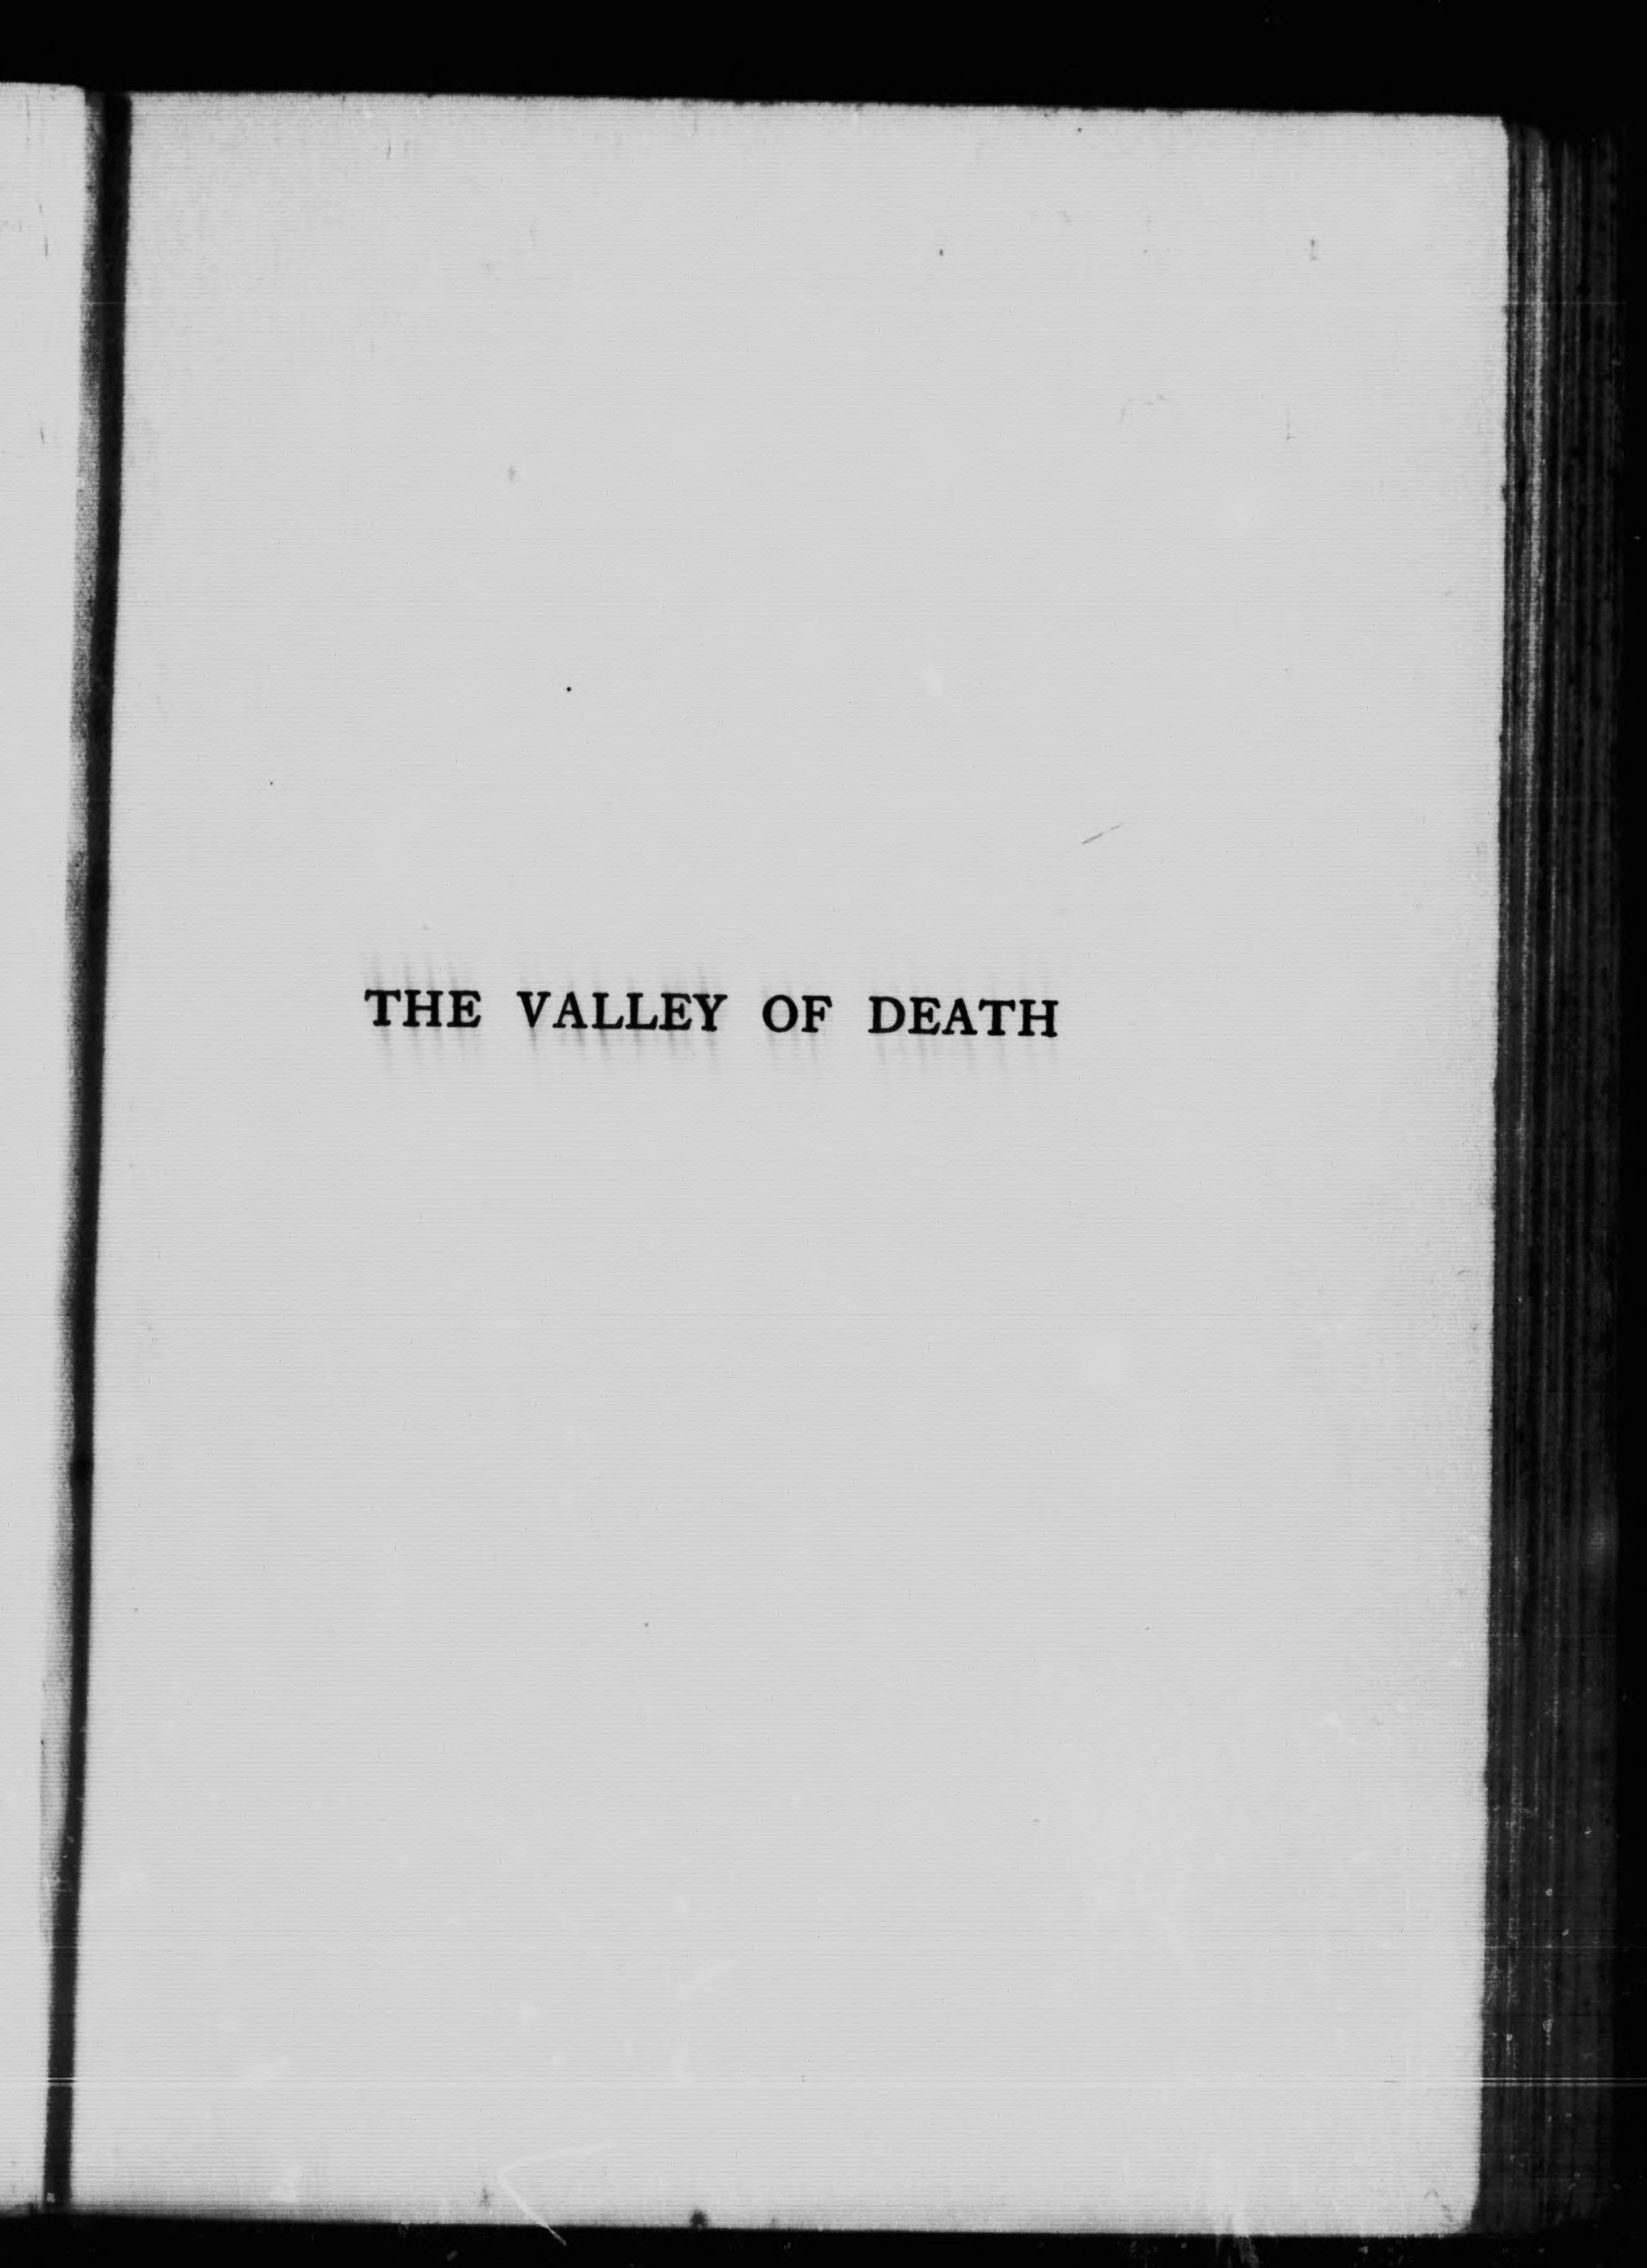 THE VALLEY OF DEATH